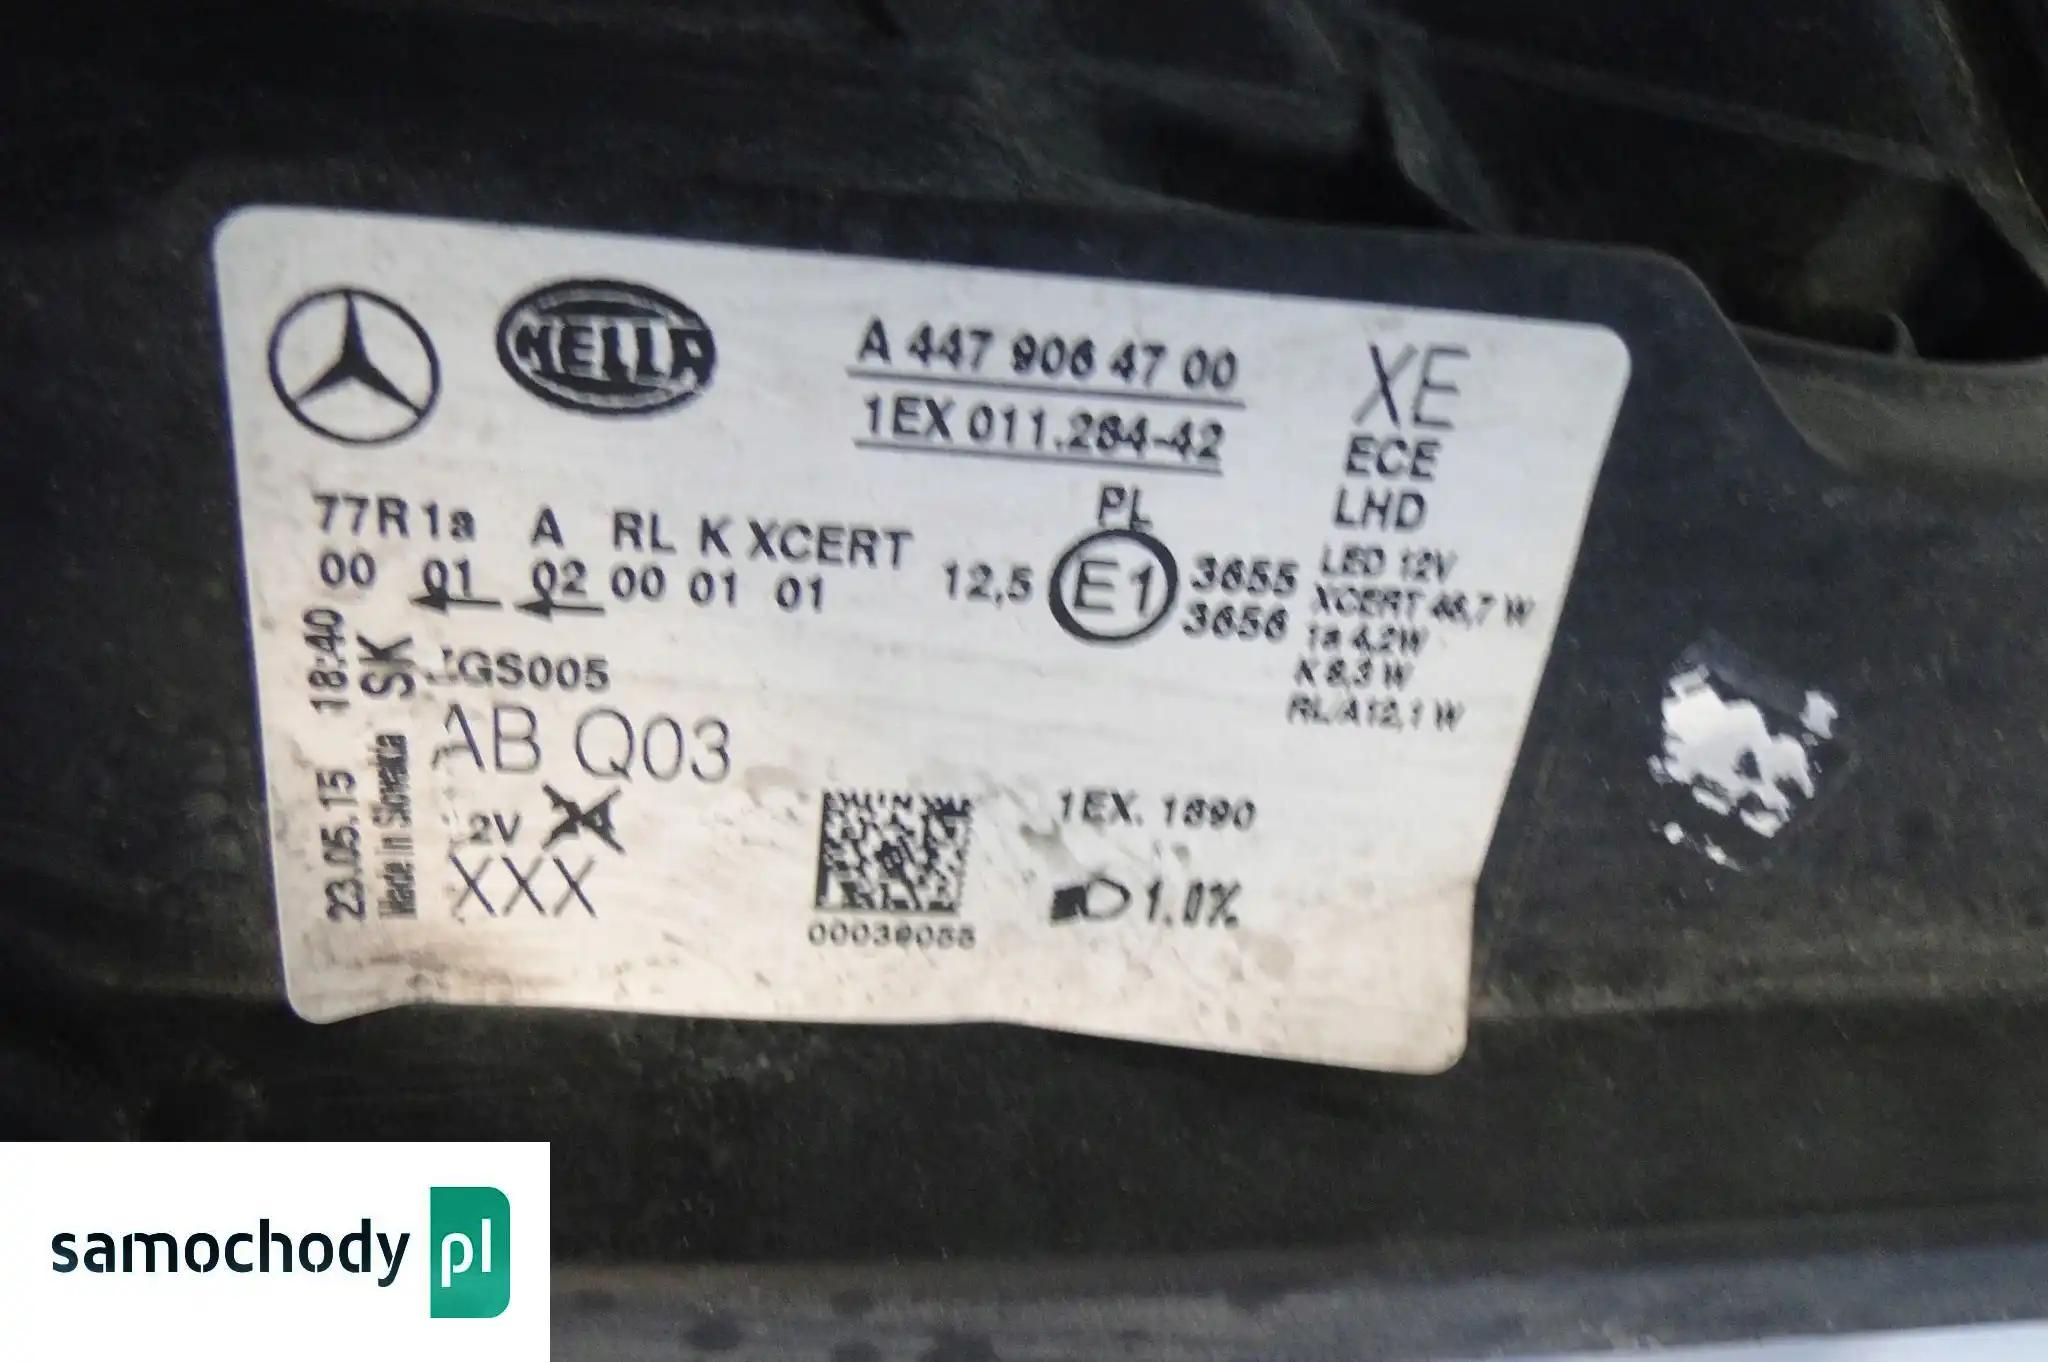 HELLA
A 447 906 47 00
1EX 011.284-42
XE
ECE
LHD
LED 12V
XCERT 46,7 W
1a 4,2W
K 8,3 W
RL/A12,1 W
77R 1a A RL K XCERT
00 01 02 00 01 01
12,5
PL
E1
3655
3656
23.05.15 18:40
Made in Slovakia SK
GS005
AB Q03
2V
XXX
00039055
1EX. 1890
1.0%
samochody pl